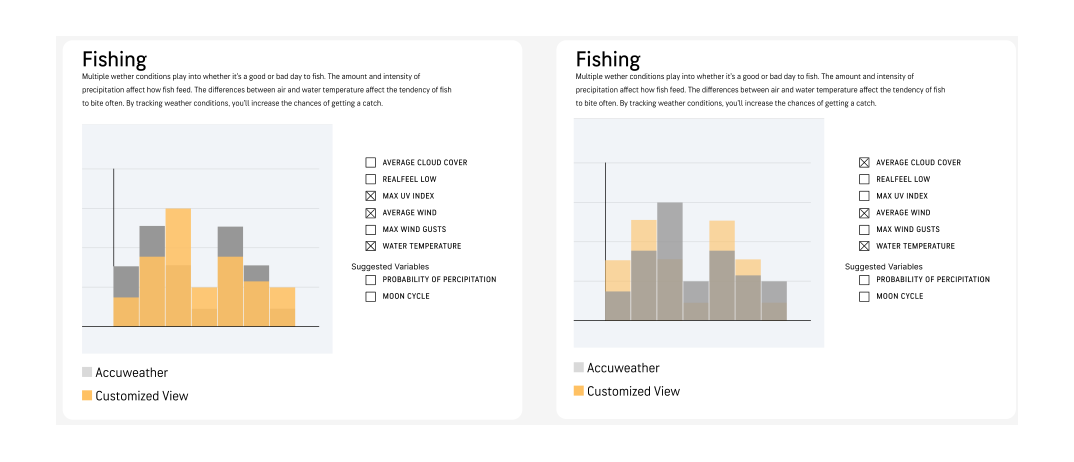 Fishing
Multiple wether conditions play into whether it's a good or bad day to fish. The amount and intensity of
precipitation affect how fish feed. The differences between air and water temperature affect the tendency of fish
to bite often. By tracking weather conditions, you'll increase the chances of getting a catch.
AVERAGE CLOUD COVER
REALFEEL LOW
MAX UV INDEX
AVERAGE WIND
MAX WIND GUSTS
WATER TEMPERATURE
Suggested Variables
PROBABILITY OF PERCIPITATION
MOON CYCLE
Accuweather
Customized View
Fishing
Multiple wether conditions play into whether it's a good or bad day to fish. The amount and intensity of
precipitation affect how fish feed. The differences between air and water temperature affect the tendency of fish
to bite often. By tracking weather conditions, you'll increase the chances of getting a catch.
AVERAGE CLOUD COVER
REALFEEL LOW
MAX UV INDEX
AVERAGE WIND
MAX WIND GUSTS
WATER TEMPERATURE
Suggested Variables
PROBABILITY OF PERCIPITATION
MOON CYCLE
Accuweather
Customized View